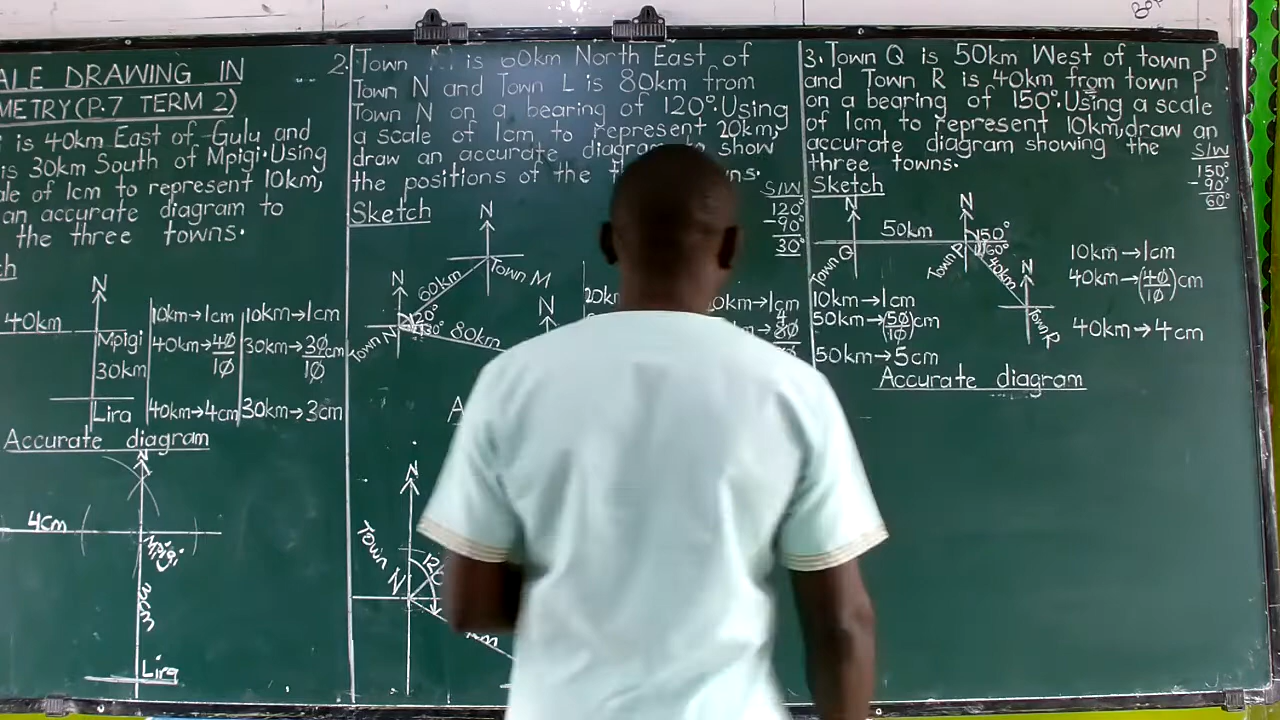 ALE DRAWING IN
METRY(P.7 TERM 2)
is 40km East of Gulu and
is 30km South of Mpigi. Using
ale of 1cm to represent 10km,
an accurate diagram to
the three towns.
ch
N
40km
Mpigi
30km
Lira
10km→1cm
40km→40
10
40km→4cm
10km→1cm
30km→30cm
10
30km→3cm
Accurate diagram
N
4cm
Mpigi
3cm
Lira
2. Town is 60km North East of
Town N and Town L is 80km from
Town N on a bearing of 120°. Using
a scale of 1cm to represent 20km,
draw an accurate diagram to show
the positions of the
Sketch
S/W
120°
-90°
30°
N
Town M
60km
N
120°
30°
Town N
80km
N
20km
0km→1cm
4
→80
N
Town N
120
3. Town Q is 50km West of town P
and Town R is 40km from town P
on a bearing of 150°. Using a scale
of 1cm to represent 10km, draw an
accurate diagram showing the
three towns.
S/W
150°
-90°
60°
Sketch
N
50km
N
150°
60°
Town Q
Town P
40km
N
Town R
10km→1cm
50km→(50)cm
(10)
50km→5cm
10km→1cm
40km→(40)cm
(10)
40km→4cm
Accurate diagram